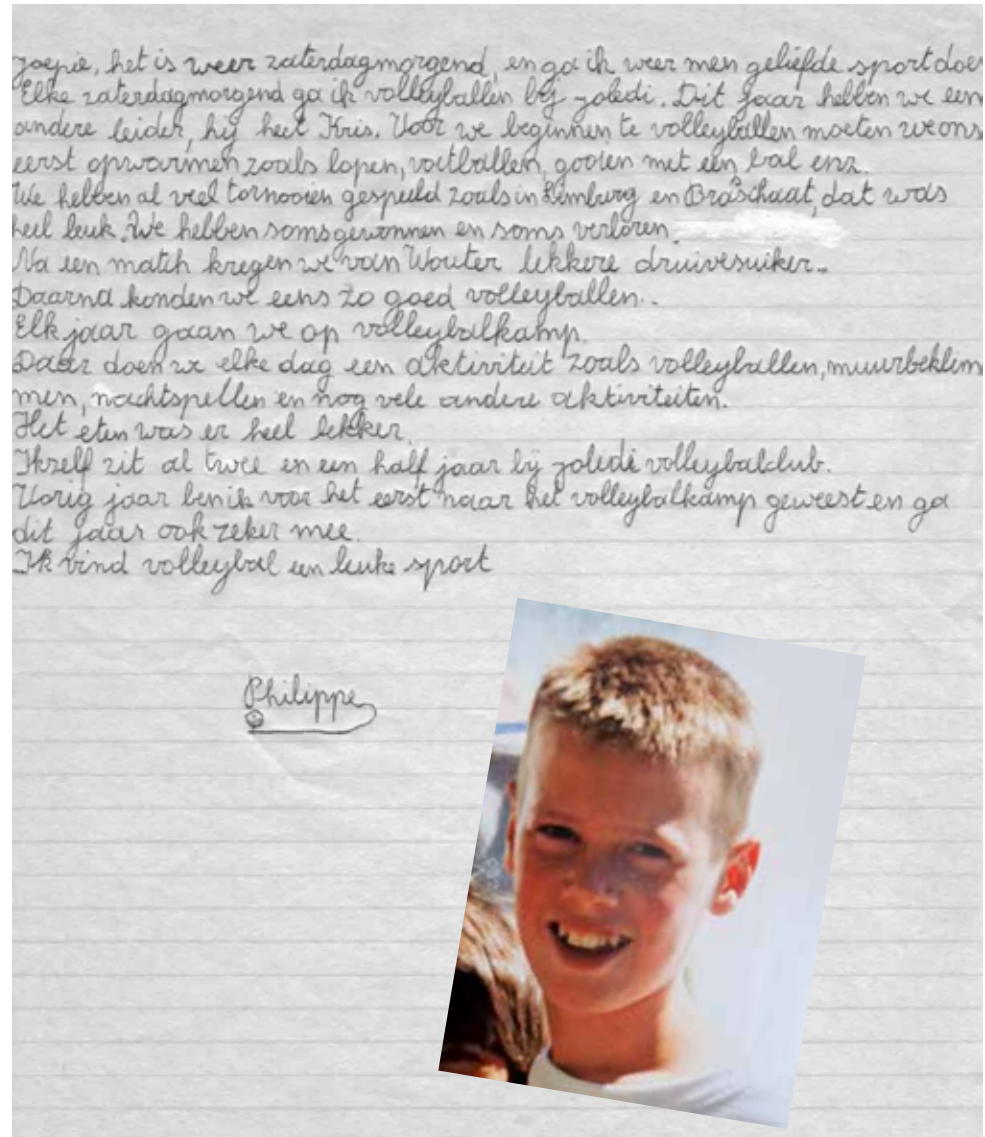 Joepie, het is weer zaterdagmorgend, en ga ik weer men geliefde sport doen
Elke zaterdagmorgend ga ik volleyballen bij joledi. Dit jaar hebben we een
andere leider, hij heet Kris. Voor we beginnen te volleyballen moeten we ons
eerst opwarmen zoals lopen, voetballen, gooien met een bal enz.
We hebben al veel tornooien gespeeld zoals in Limburg en Braschaat, dat was
heel leuk. We hebben soms gewonnen en soms verloren.
Na een match kregen we van Wouter lekkere druivesuiker..
Daarna konden we eens zo goed volleyballen..
Elk jaar gaan we op volleybalkamp.
Daar doen we elke dag een aktiviteit zoals volleyballen, muurbeklim
men, nachtspellen en nog vele andere aktiviteiten.
Het eten was er heel lekker.
Ikzelf zit al twee en een half jaar bij joledi volleybalclub.
Vorig jaar ben ik voor het eerst naar het volleybalkamp geweest en ga
dit jaar ook zeker mee.
Ik vind volleybal een leuke sport
Philippe